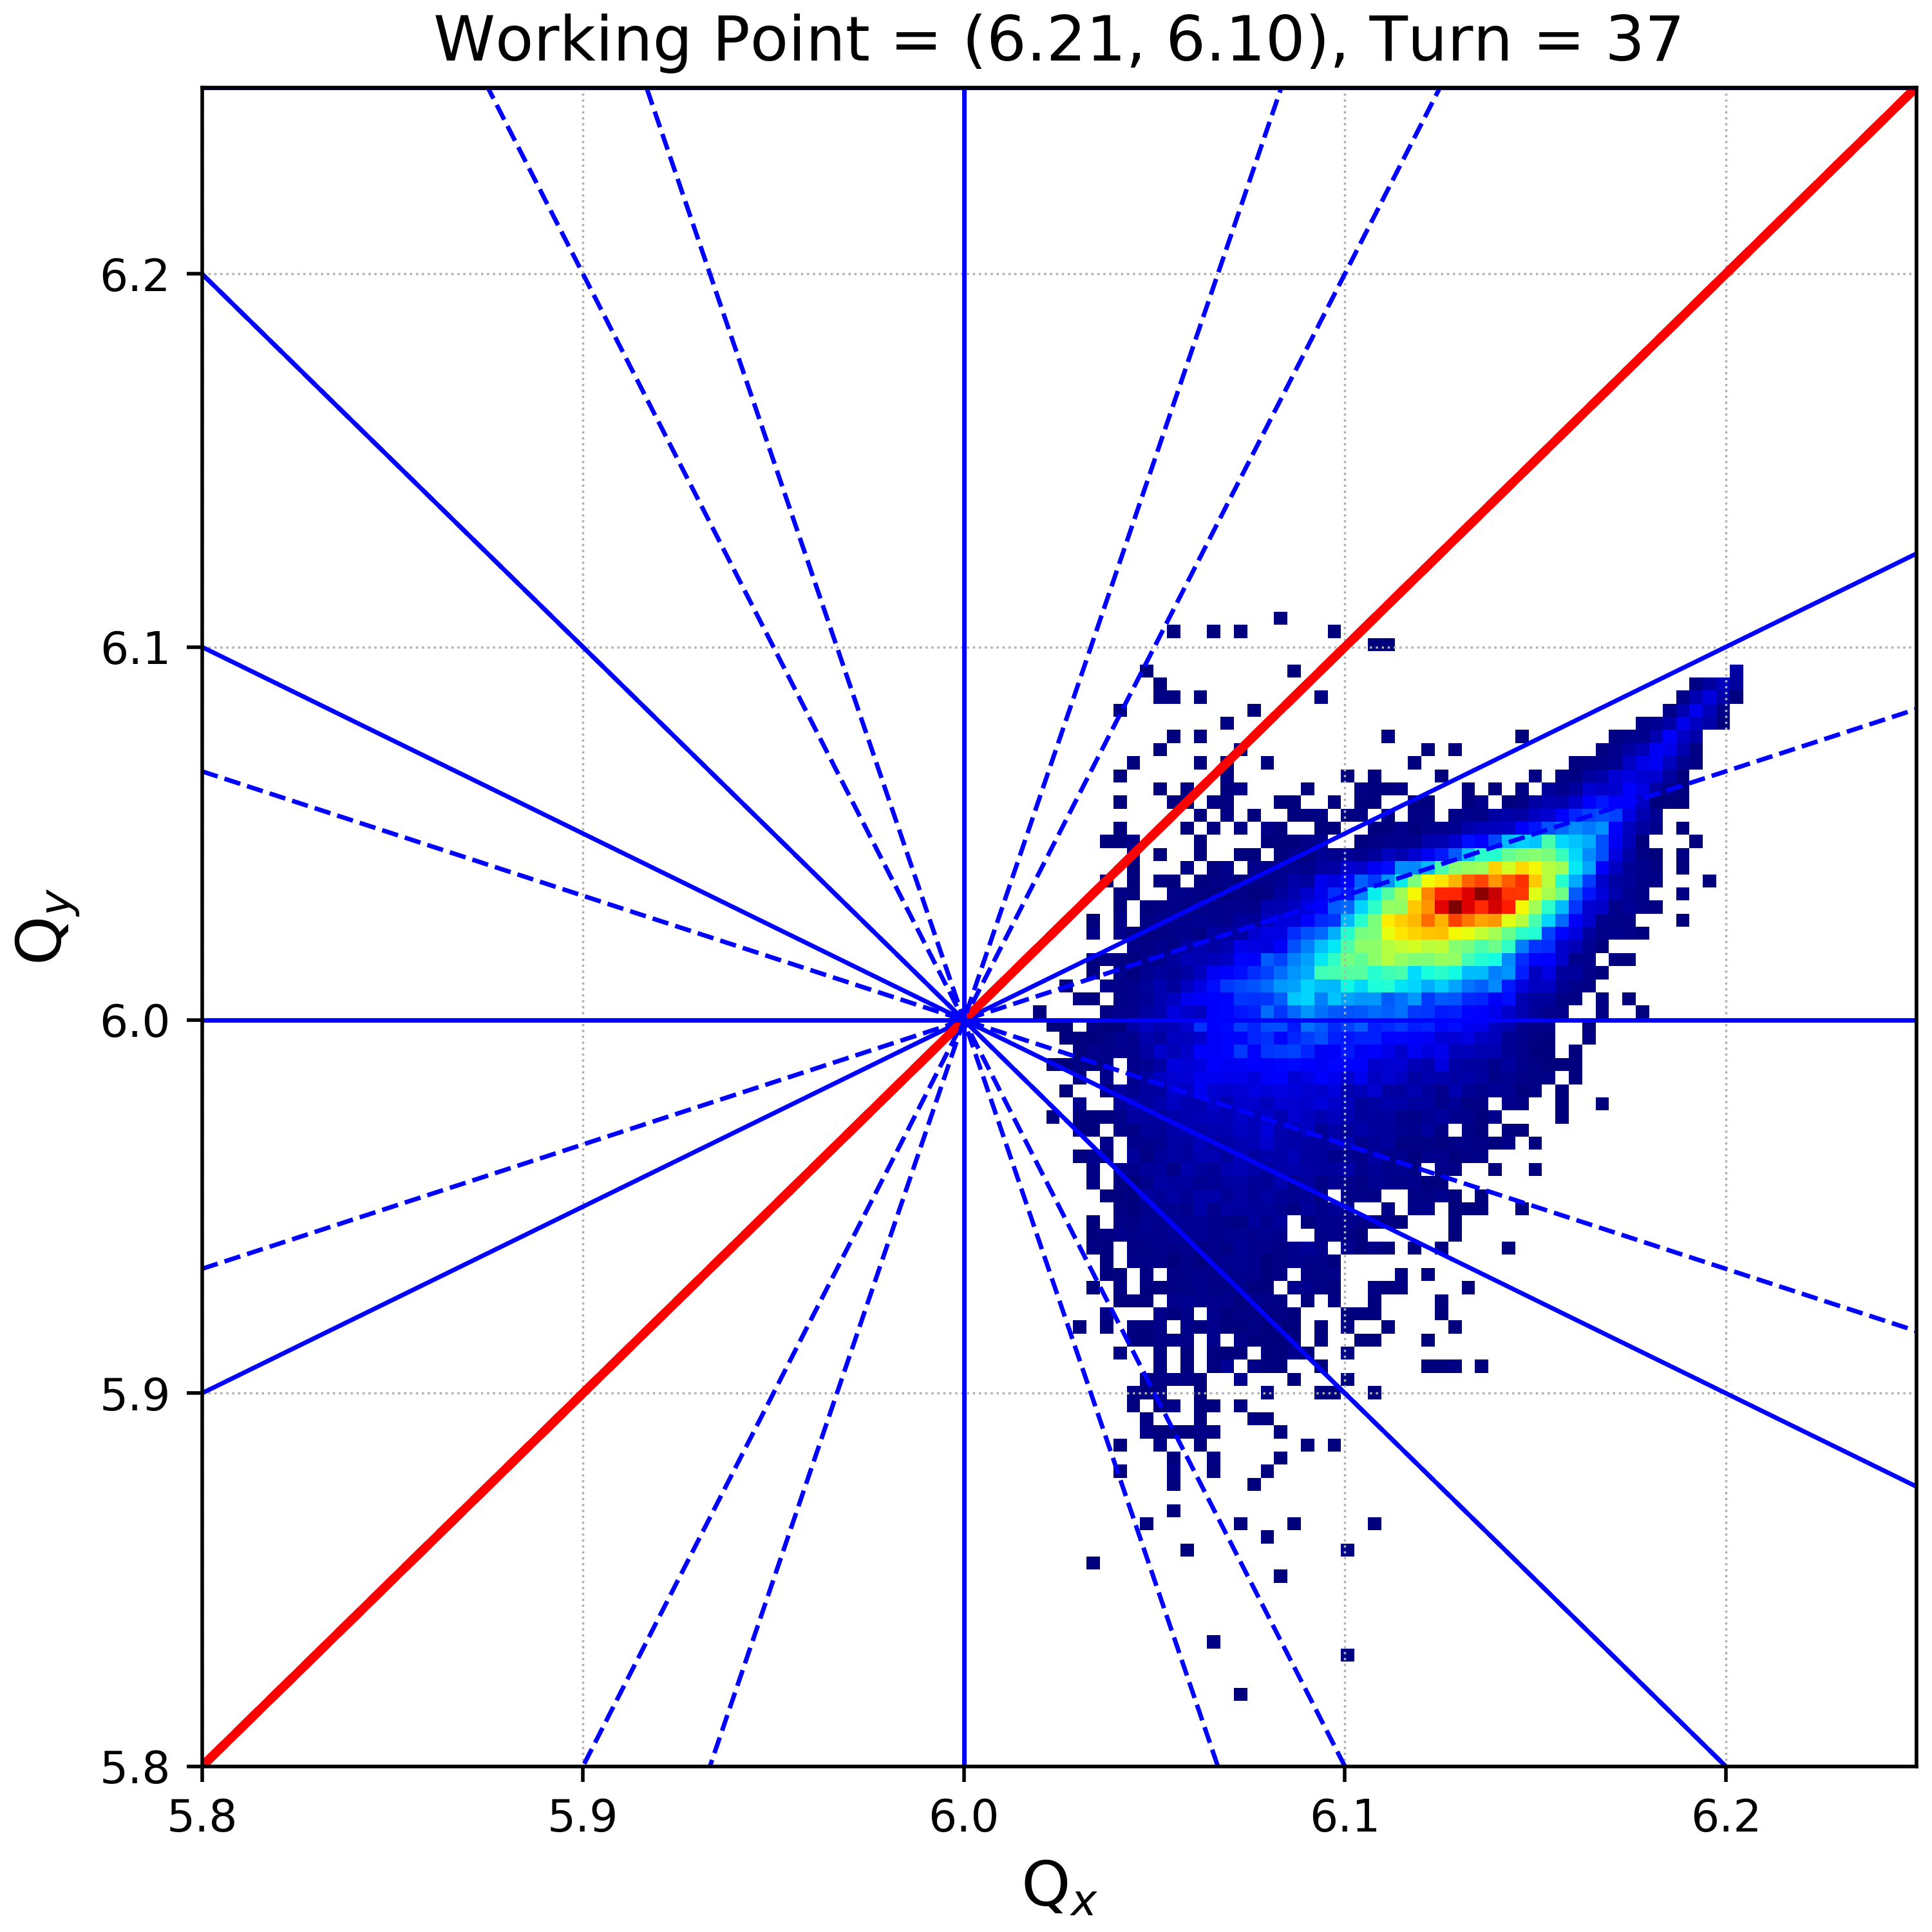 Working Point = (6.21, 6.10), Turn = 37
6.2
6.1
6.0
5.9
5.8
Qy
5.8 5.9 6.0 6.1 6.2
Qx